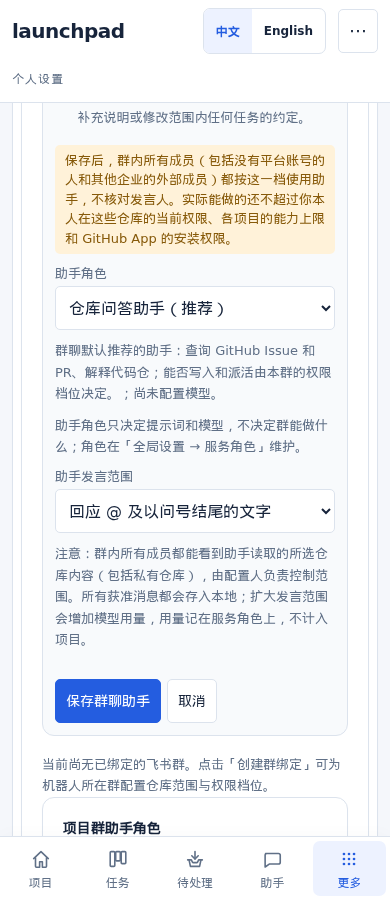 launchpad
中文 English ⋯
个人设置
补充说明或修改范围内任何任务的约定。
保存后，群内所有成员（包括没有平台账号的
人和其他企业的外部成员）都按这一档使用助
手，不核对发言人。实际能做的还不超过你本
人在这些仓库的当前权限、各项目的能力上限
和 GitHub App 的安装权限。
助手角色
仓库问答助手（推荐）
群聊默认推荐的助手：查询 GitHub Issue 和
PR、解释代码仓；能否写入和派活由本群的权限
档位决定。；尚未配置模型。
助手角色只决定提示词和模型，不决定群能做什
么；角色在「全局设置 → 服务角色」维护。
助手发言范围
回应 @ 及以问号结尾的文字
注意：群内所有成员都能看到助手读取的所选仓
库内容（包括私有仓库），由配置人负责控制范
围。所有获准消息都会存入本地；扩大发言范围
会增加模型用量，用量记在服务角色上，不计入
项目。
保存群聊助手 取消
当前尚无已绑定的飞书群。点击「创建群绑定」可为
机器人所在群配置仓库范围与权限档位。
项目群助手角色
项目 任务 待处理 助手 更多